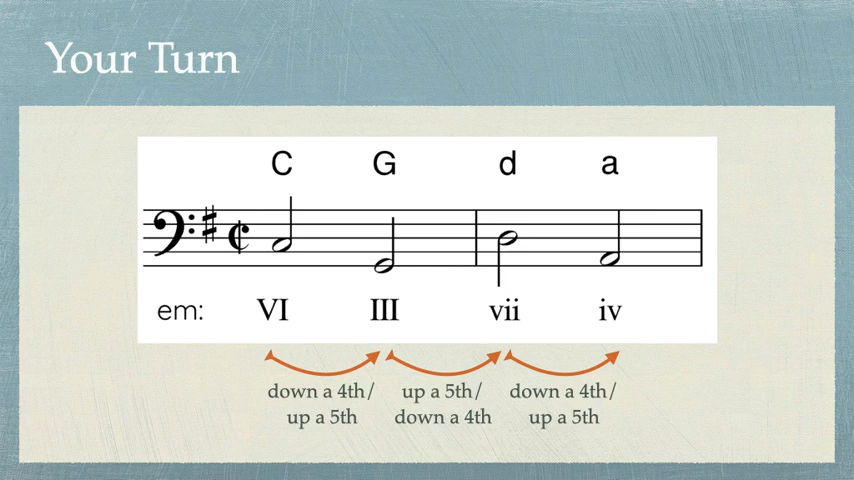 Your Turn
C G d a
em: VI III vii iv
down a 4th/ up a 5th/ down a 4th/
up a 5th down a 4th up a 5th